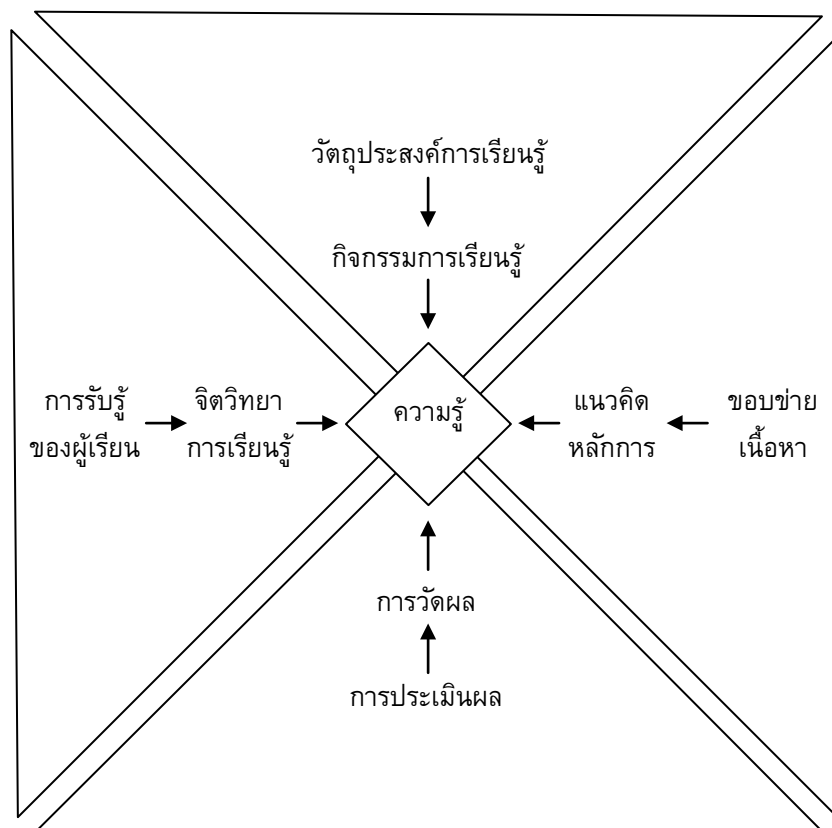 วัตถุประสงค์การเรียนรู้
กิจกรรมการเรียนรู้
การรับรู้
ของผู้เรียน
จิตวิทยา
การเรียนรู้
ความรู้
แนวคิด
หลักการ
ขอบข่าย
เนื้อหา
การวัดผล
การประเมินผล